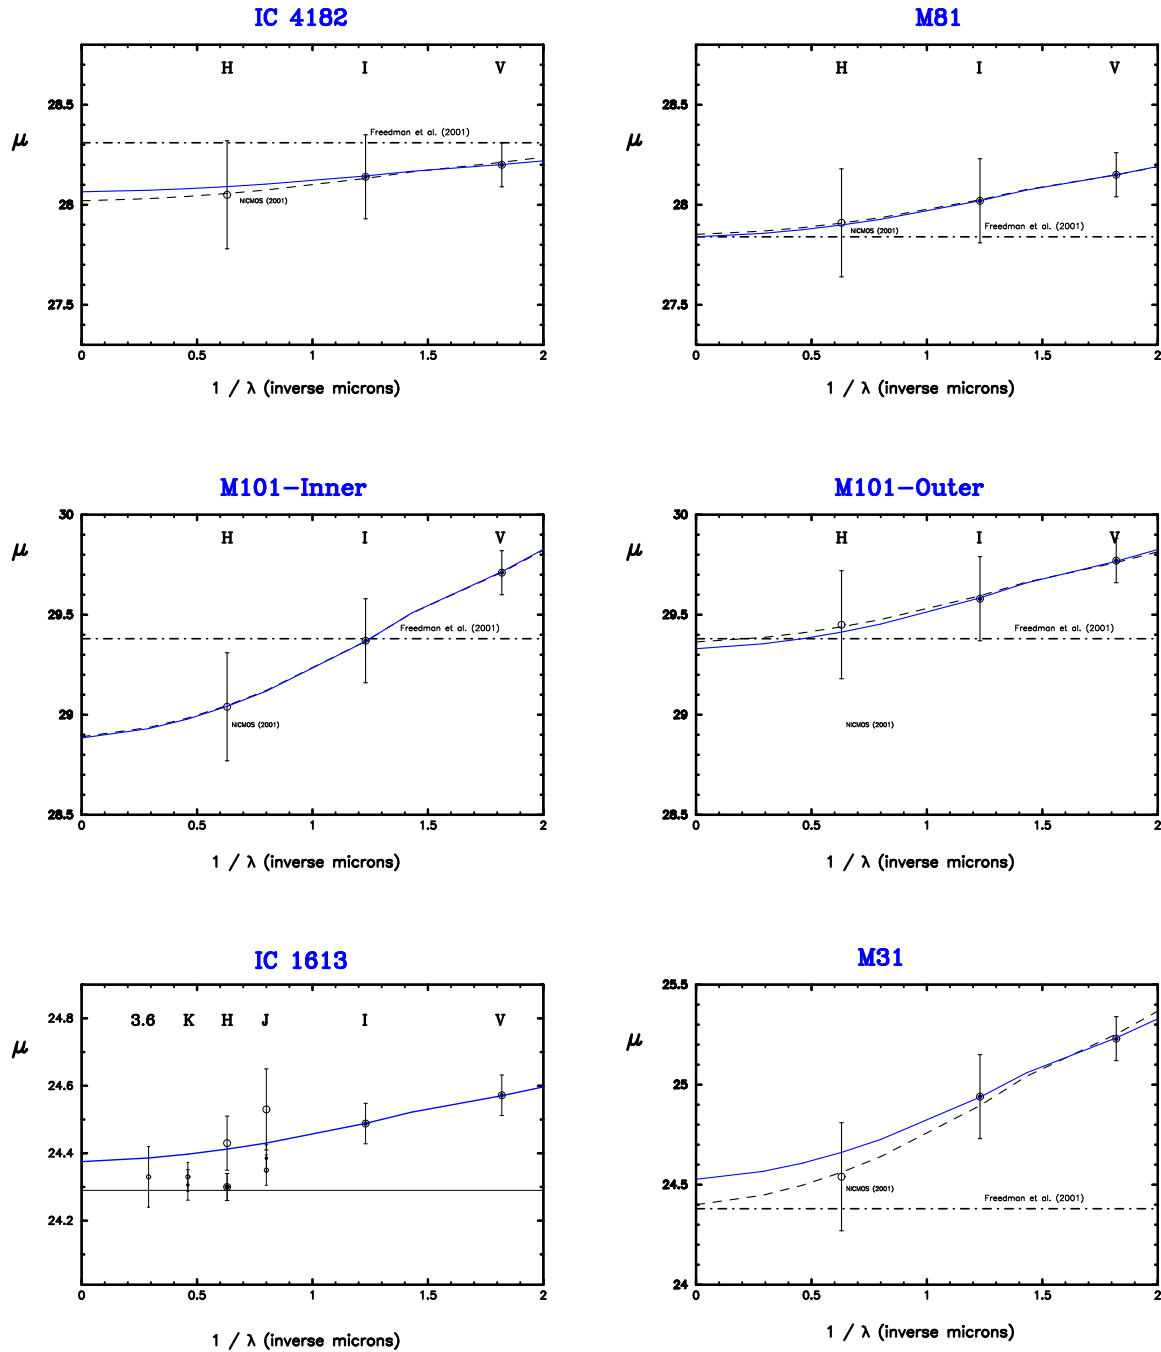 IC 4182
M81
H I V
28.5
Freedman et al. (2001)
μ
28
NICMOS (2001)
27.5
0 0.5 1 1.5 2
1 / λ (inverse microns)
H I V
28.5
μ
28
NICMOS (2001)
Freedman et al. (2001)
27.5
0 0.5 1 1.5 2
1 / λ (inverse microns)
M101-Inner
M101-Outer
30
H I V
μ
29.5
Freedman et al. (2001)
29
NICMOS (2001)
28.5
0 0.5 1 1.5 2
1 / λ (inverse microns)
30
H I V
μ
29.5
Freedman et al. (2001)
29
NICMOS (2001)
28.5
0 0.5 1 1.5 2
1 / λ (inverse microns)
IC 1613
M31
24.8
3.6 K H J I V
μ
24.6
24.4
24.2
0 0.5 1 1.5 2
1 / λ (inverse microns)
25.5
μ
25
24.5
NICMOS (2001)
Freedman et al. (2001)
24
0 0.5 1 1.5 2
1 / λ (inverse microns)